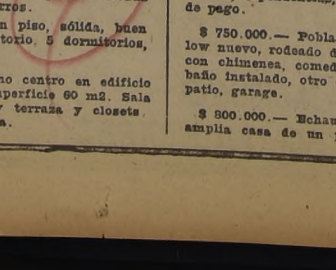 rros.
n piso, sólida, buen
torio, 5 dormitorios,
no centro en edificio
uperficie 60 m2. Sala
y terraza y closets
a.
de pago.
$ 750.000.— Pobla
low nuevo, rodeado d
con chimenea, comed
baño instalado, otro
patio, garage.
$ 800.000.— Echau
amplia casa de un